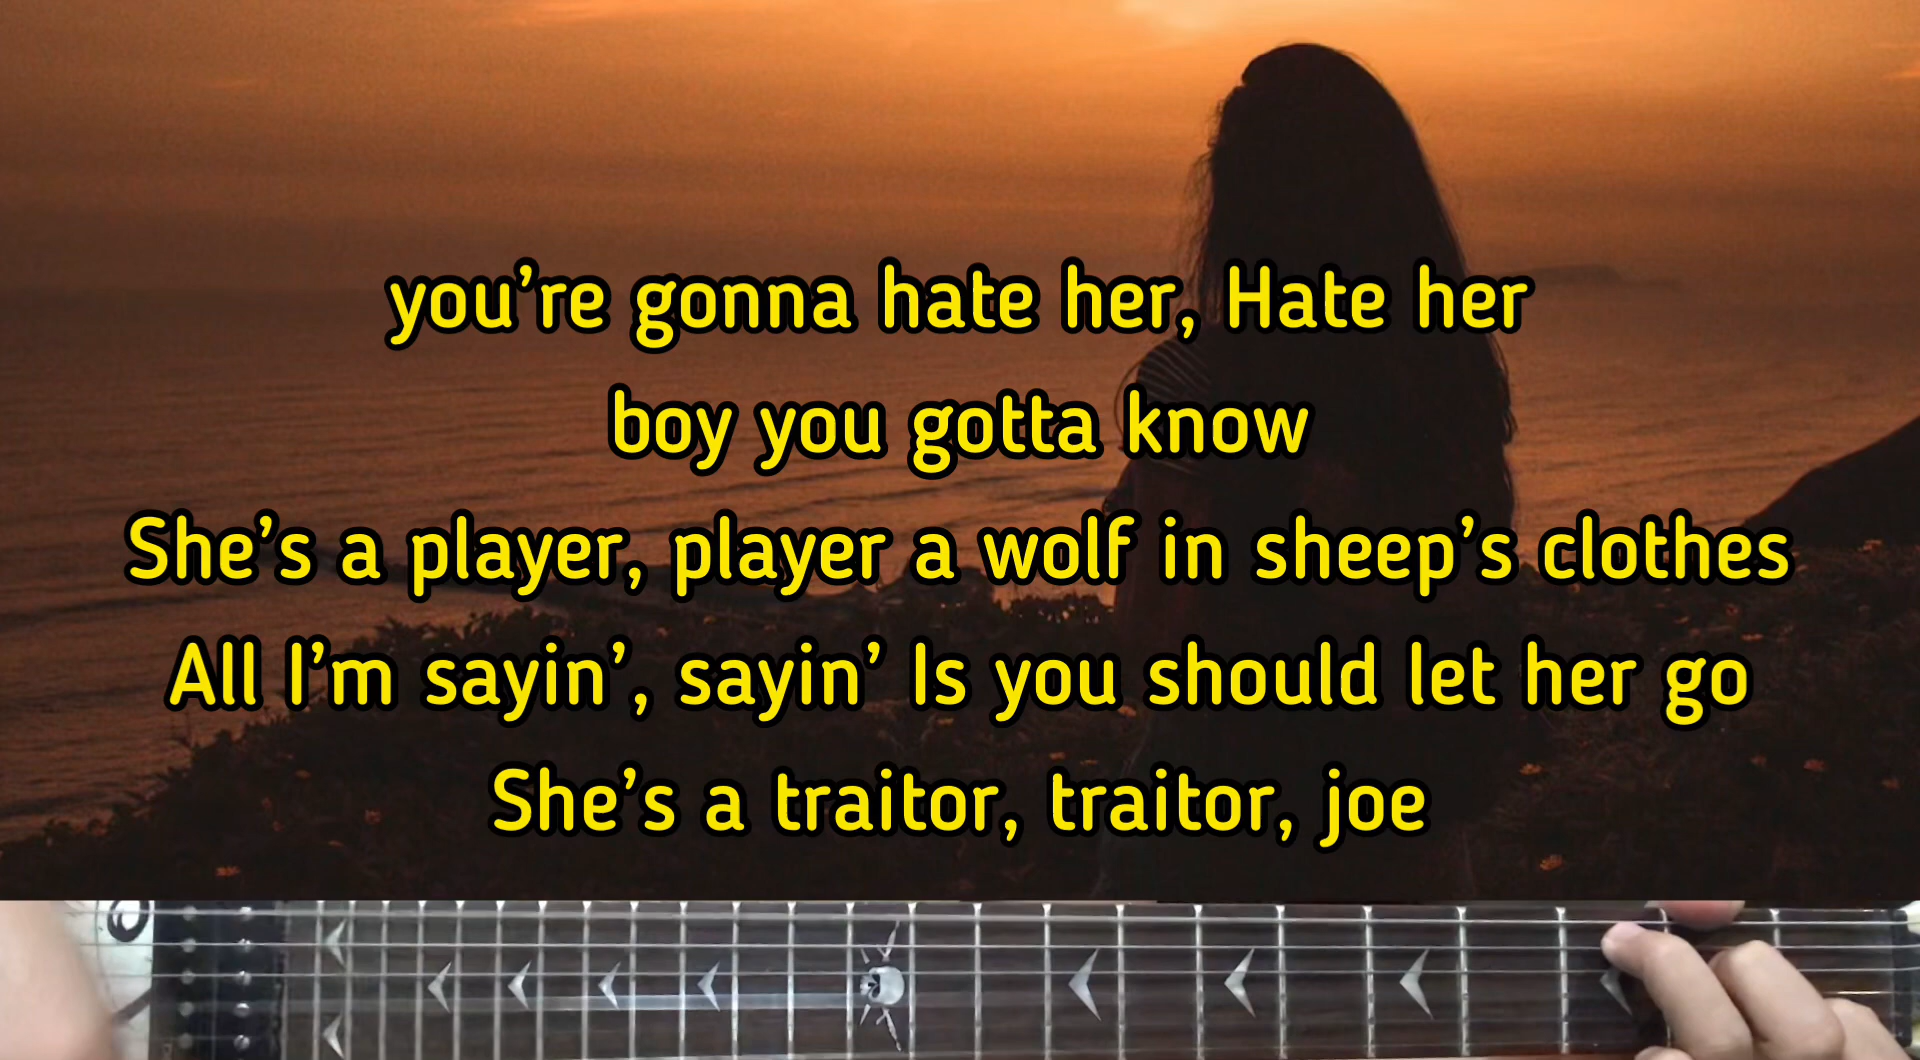 you're gonna hate her, Hate her
boy you gotta know
She's a player, player a wolf in sheep's clothes
All I'm sayin', sayin' Is you should let her go
She's a traitor, traitor, joe